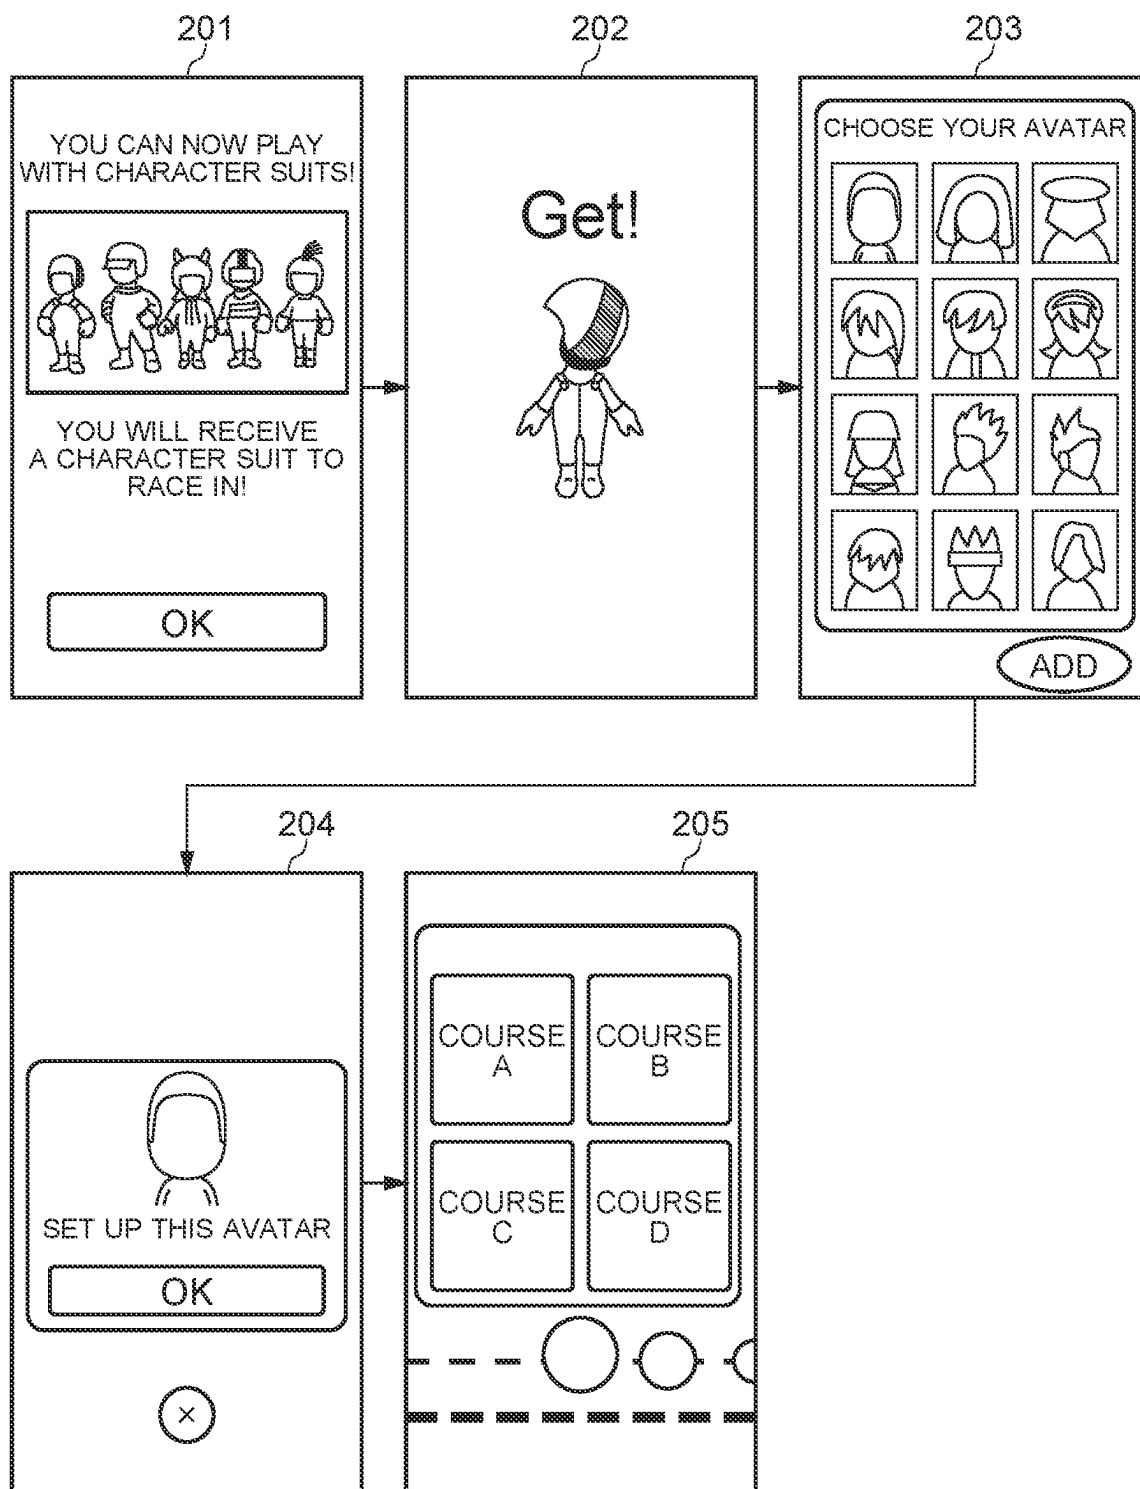 201
202
203
YOU CAN NOW PLAY
WITH CHARACTER SUITS!
YOU WILL RECEIVE
A CHARACTER SUIT TO
RACE IN!
OK
Get!
CHOOSE YOUR AVATAR
ADD
204
205
SET UP THIS AVATAR
OK
×
COURSE
A
COURSE
B
COURSE
C
COURSE
D